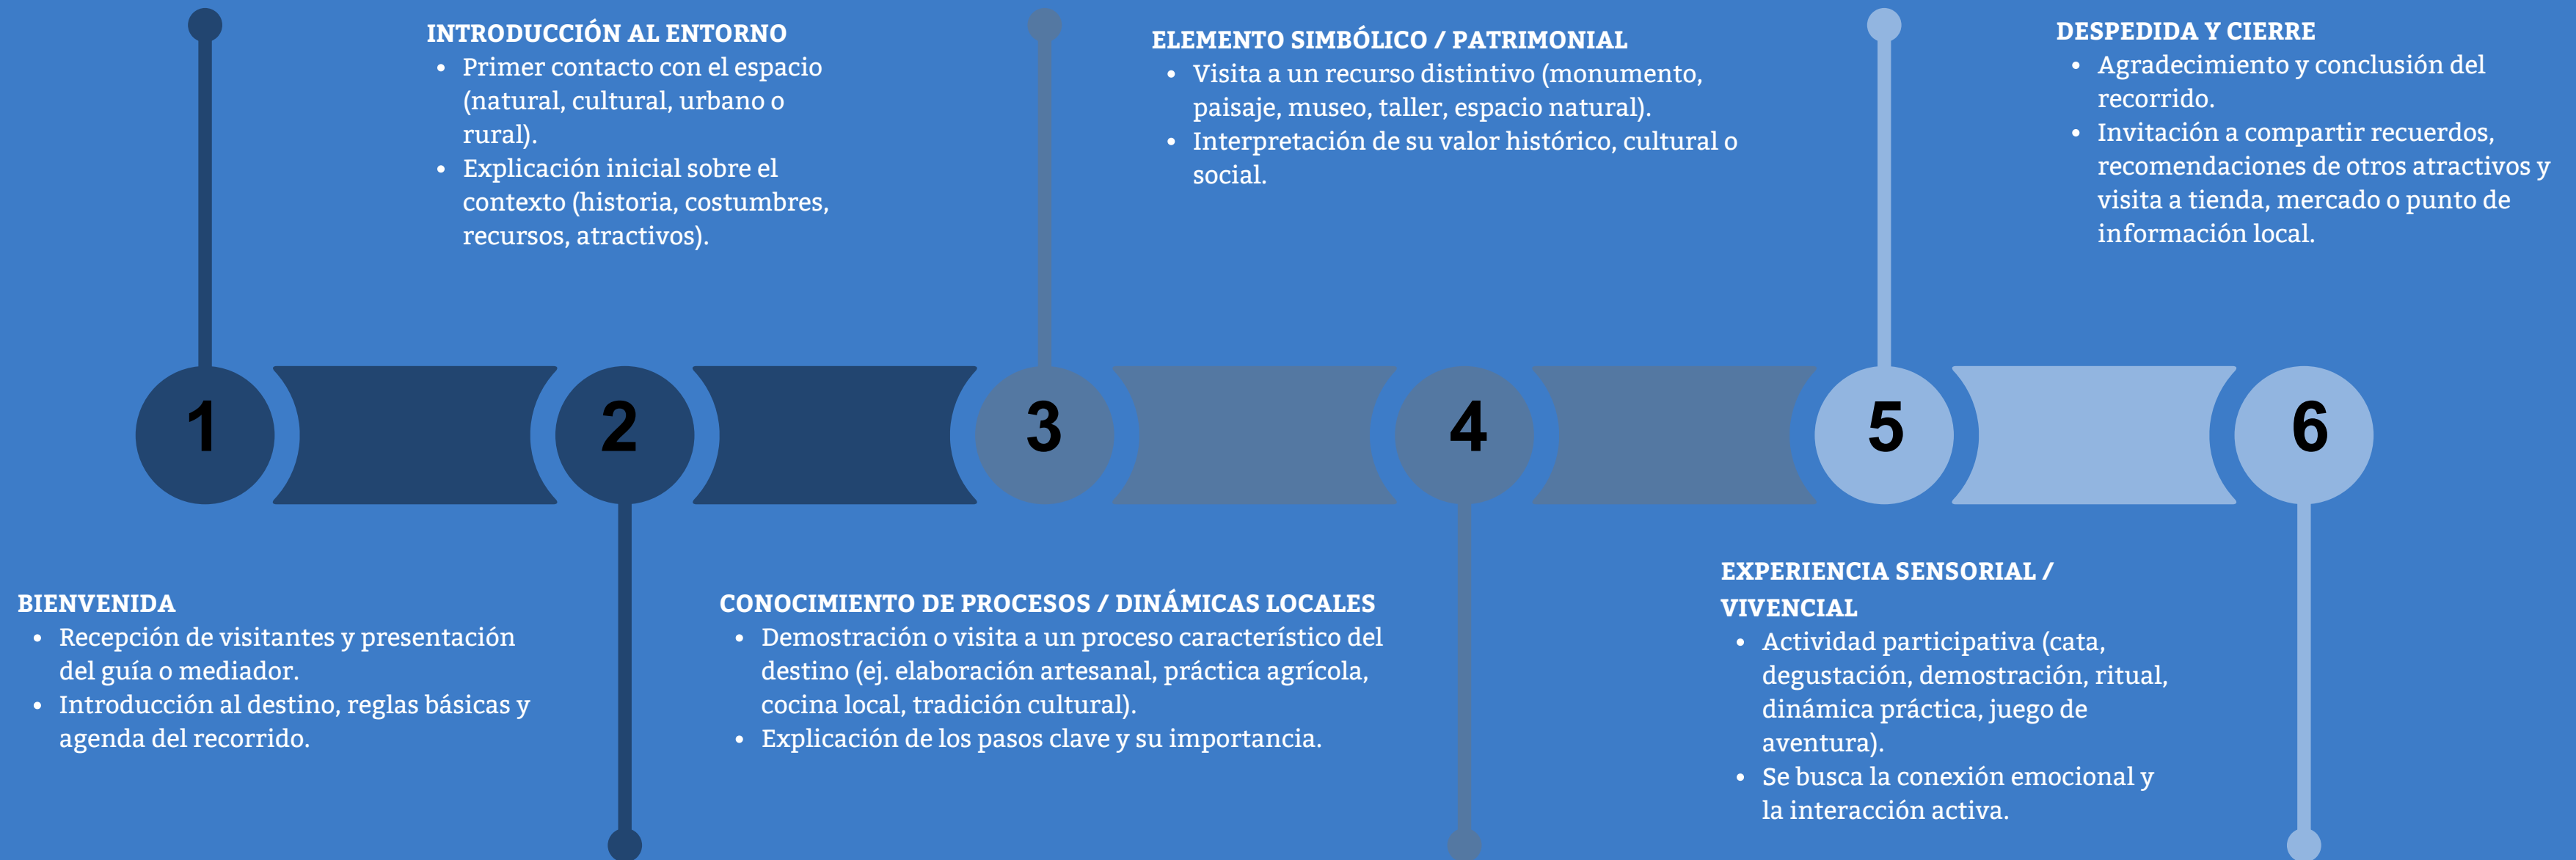 1
BIENVENIDA
• Recepción de visitantes y presentación
del guía o mediador.
• Introducción al destino, reglas básicas y
agenda del recorrido.
2
INTRODUCCIÓN AL ENTORNO
• Primer contacto con el espacio
(natural, cultural, urbano o
rural).
• Explicación inicial sobre el
contexto (historia, costumbres,
recursos, atractivos).
3
CONOCIMIENTO DE PROCESOS / DINÁMICAS LOCALES
• Demostración o visita a un proceso característico del
destino (ej. elaboración artesanal, práctica agrícola,
cocina local, tradición cultural).
• Explicación de los pasos clave y su importancia.
4
ELEMENTO SIMBÓLICO / PATRIMONIAL
• Visita a un recurso distintivo (monumento,
paisaje, museo, taller, espacio natural).
• Interpretación de su valor histórico, cultural o
social.
5
EXPERIENCIA SENSORIAL /
VIVENCIAL
• Actividad participativa (cata,
degustación, demostración, ritual,
dinámica práctica, juego de
aventura).
• Se busca la conexión emocional y
la interacción activa.
6
DESPEDIDA Y CIERRE
• Agradecimiento y conclusión del
recorrido.
• Invitación a compartir recuerdos,
recomendaciones de otros atractivos y
visita a tienda, mercado o punto de
información local.